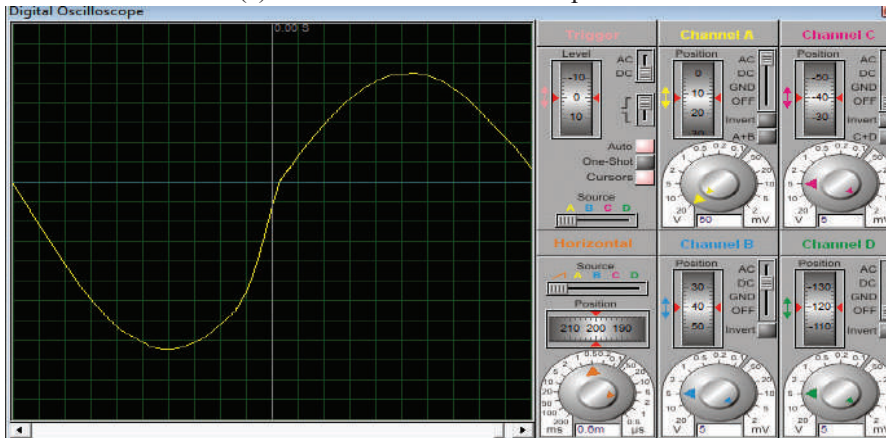 Digital Oscilloscope
0.00 S
Trigger
Level
AC
DC
-10
0
10
Auto
One-Shot
Cursors
Source
A B C D
Channel A
Position
AC
DC
GND
OFF
0
10
20
Invert
A+B
V 50 mV
Channel C
Position
AC
DC
GND
OFF
-50
-40
-30
Invert
C+D
V 5 mV
Horizontal
Source
A B C D
Position
210 200 190
ms 0.6m µs
Channel B
Position
AC
DC
GND
OFF
30
40
50
Invert
V 5 mV
Channel D
Position
AC
DC
GND
OFF
-130
-120
-110
Invert
V 5 mV